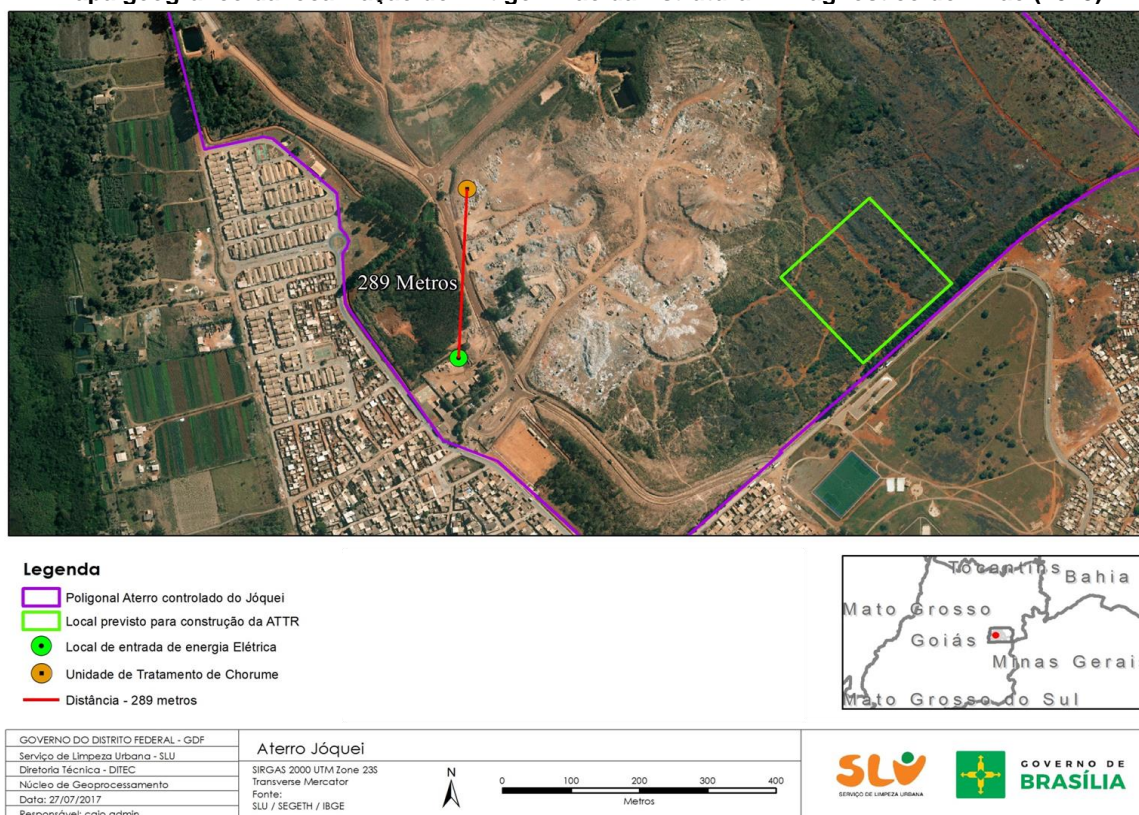 289 Metros
Legenda
Poligonal Aterro controlado do Jóquei
Local previsto para construção da ATTR
Local de entrada de energia Elétrica
Unidade de Tratamento de Chorume
Distância - 289 metros
Tocantins
Bahia
Mato Grosso
Goiás
Minas Gerai
Mato Grosso do Sul
GOVERNO DO DISTRITO FEDERAL - GDF
Serviço de Limpeza Urbana - SLU
Diretoria Técnica - DITEC
Núcleo de Geoprocessamento
Data: 27/07/2017
Responsável: caio.admin
Aterro Jóquei
SIRGAS 2000 UTM Zone 23S
Transverse Mercator
Fonte:
SLU / SEGETH / IBGE
N
0 100 200 300 400
Metros
SLU
SERVIÇO DE LIMPEZA URBANA
GOVERNO DE
BRASÍLIA